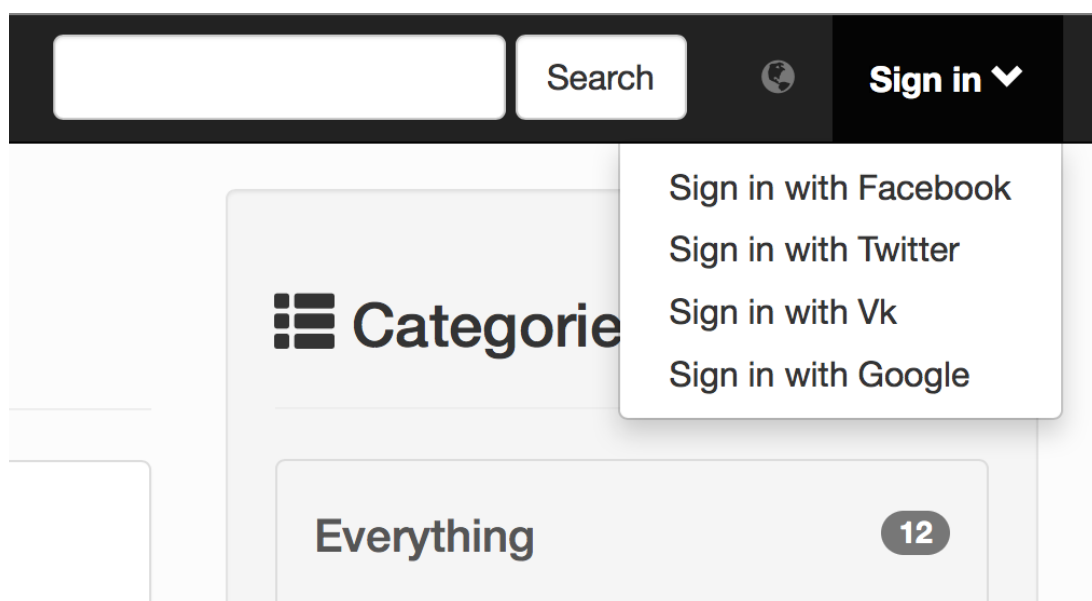 Search
Sign in
Sign in with Facebook
Sign in with Twitter
Sign in with Vk
Sign in with Google
Categorie
Everything
12